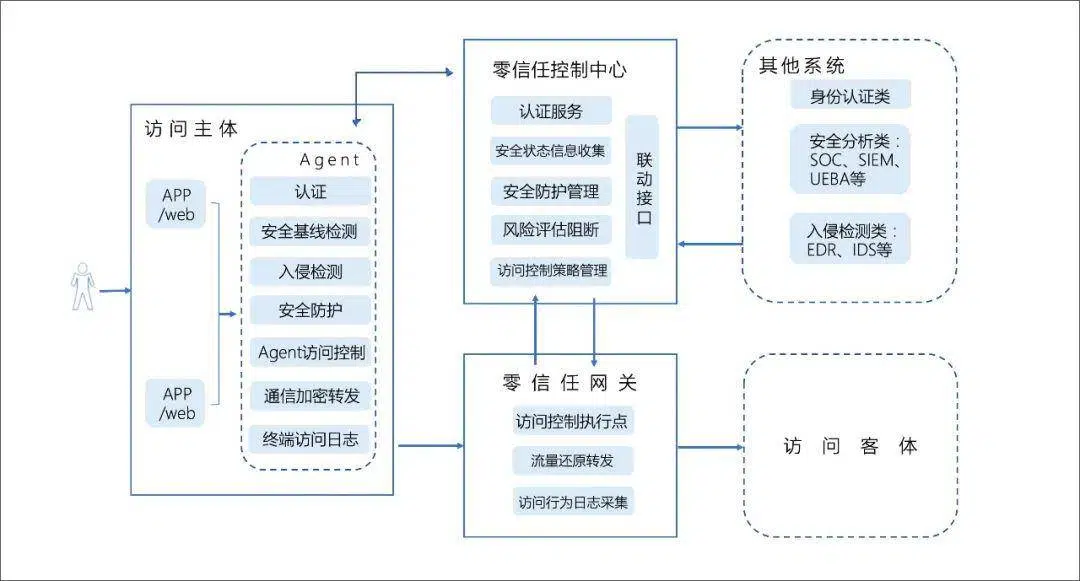 访问主体
APP
/web
APP
/web
Agent
认证
安全基线检测
入侵检测
安全防护
Agent访问控制
通信加密转发
终端访问日志
零信任控制中心
认证服务
安全状态信息收集
安全防护管理
风险评估阻断
访问控制策略管理
联动接口
其他系统
身份认证类
安全分析类：
SOC、SIEM、
UEBA等
入侵检测类：
EDR、IDS等
零信任网关
访问控制执行点
流量还原转发
访问行为日志采集
访问客体